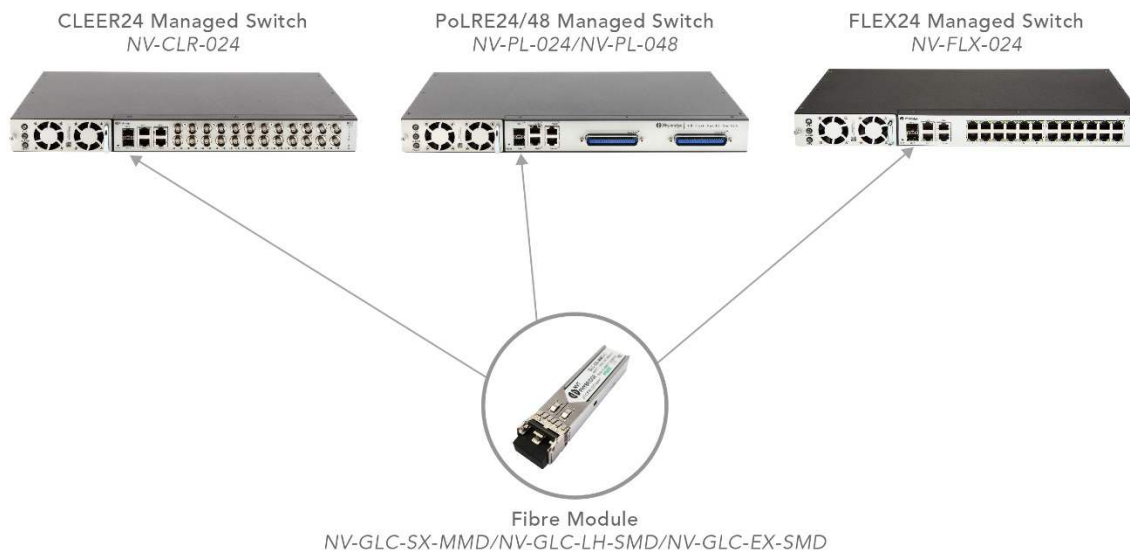 CLEER24 Managed Switch
NV-CLR-024
PoLRE24/48 Managed Switch
NV-PL-024/NV-PL-048
FLEX24 Managed Switch
NV-FLX-024
Fibre Module
NV-GLC-SX-MMD/NV-GLC-LH-SMD/NV-GLC-EX-SMD